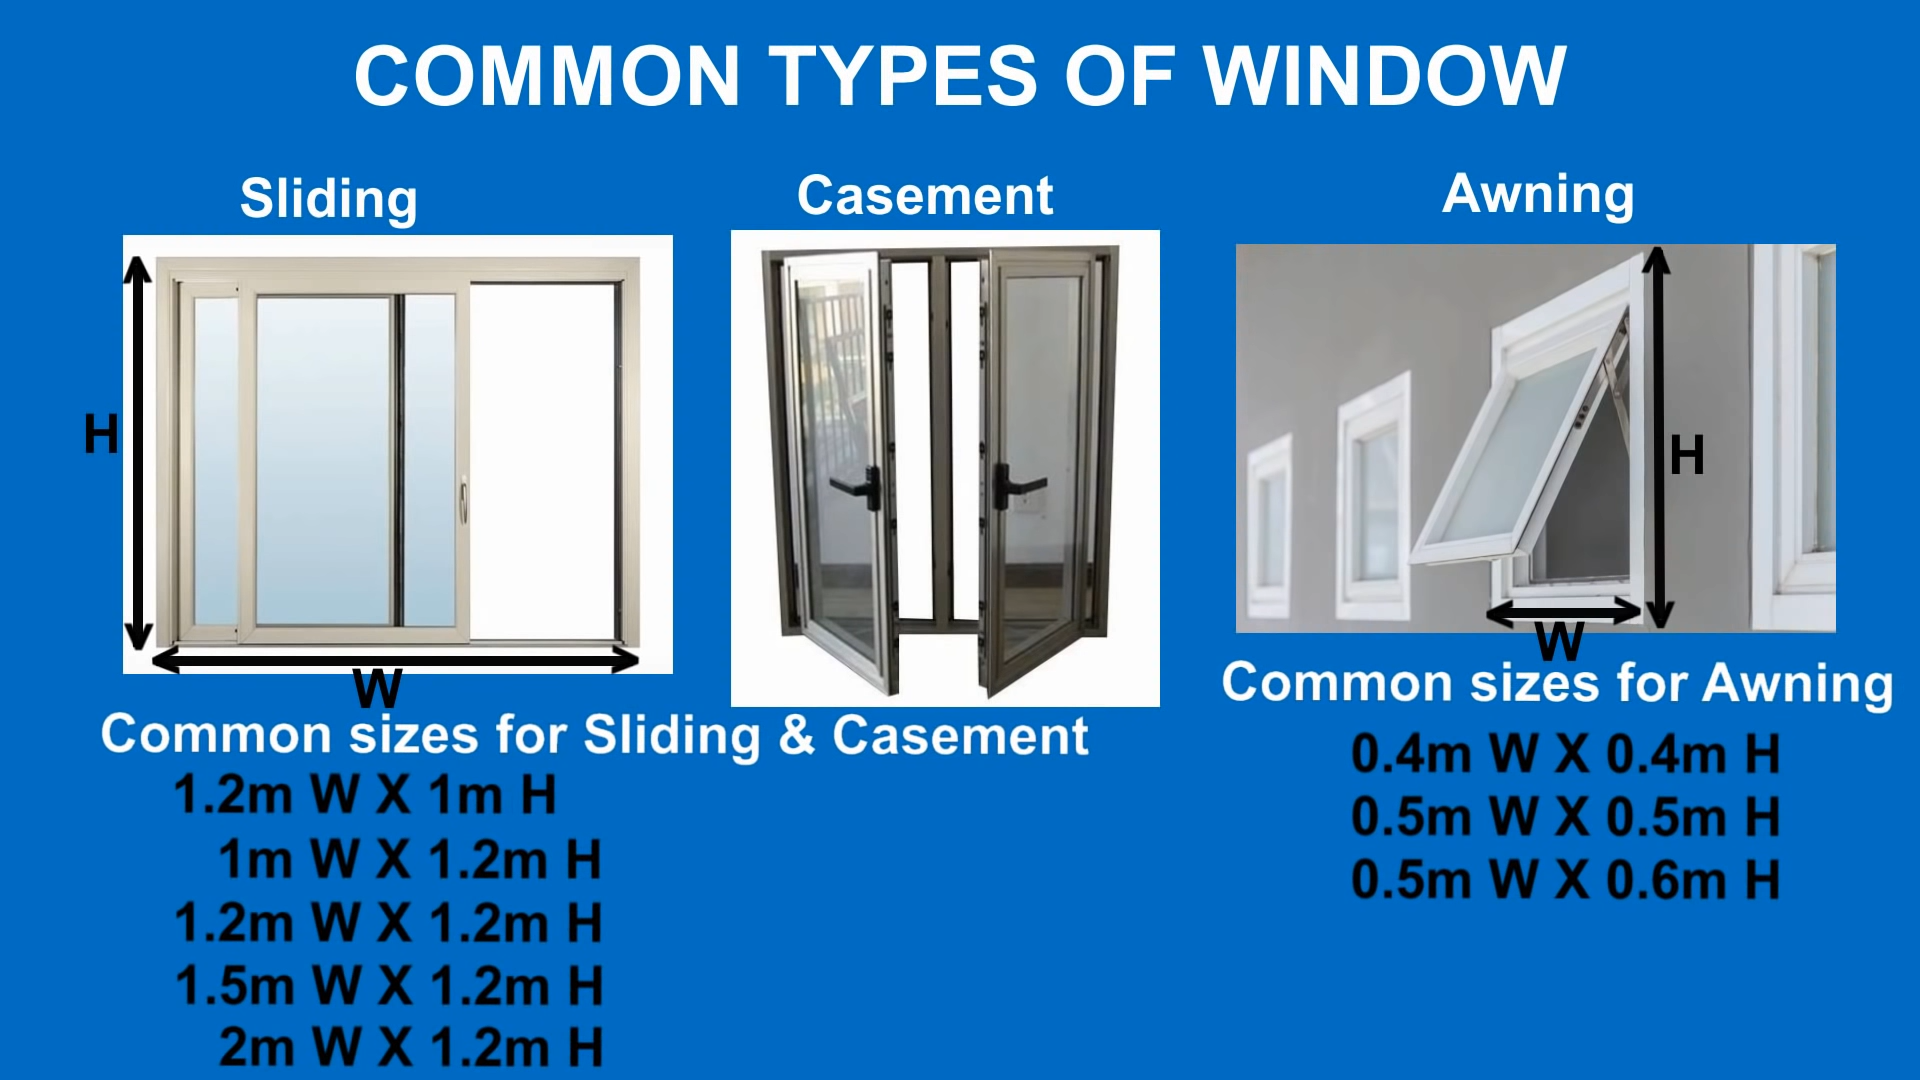 COMMON TYPES OF WINDOW
Sliding
Casement
Awning
H
W
H
W
Common sizes for Sliding & Casement
1.2m W X 1m H
1m W X 1.2m H
1.2m W X 1.2m H
1.5m W X 1.2m H
2m W X 1.2m H
Common sizes for Awning
0.4m W X 0.4m H
0.5m W X 0.5m H
0.5m W X 0.6m H